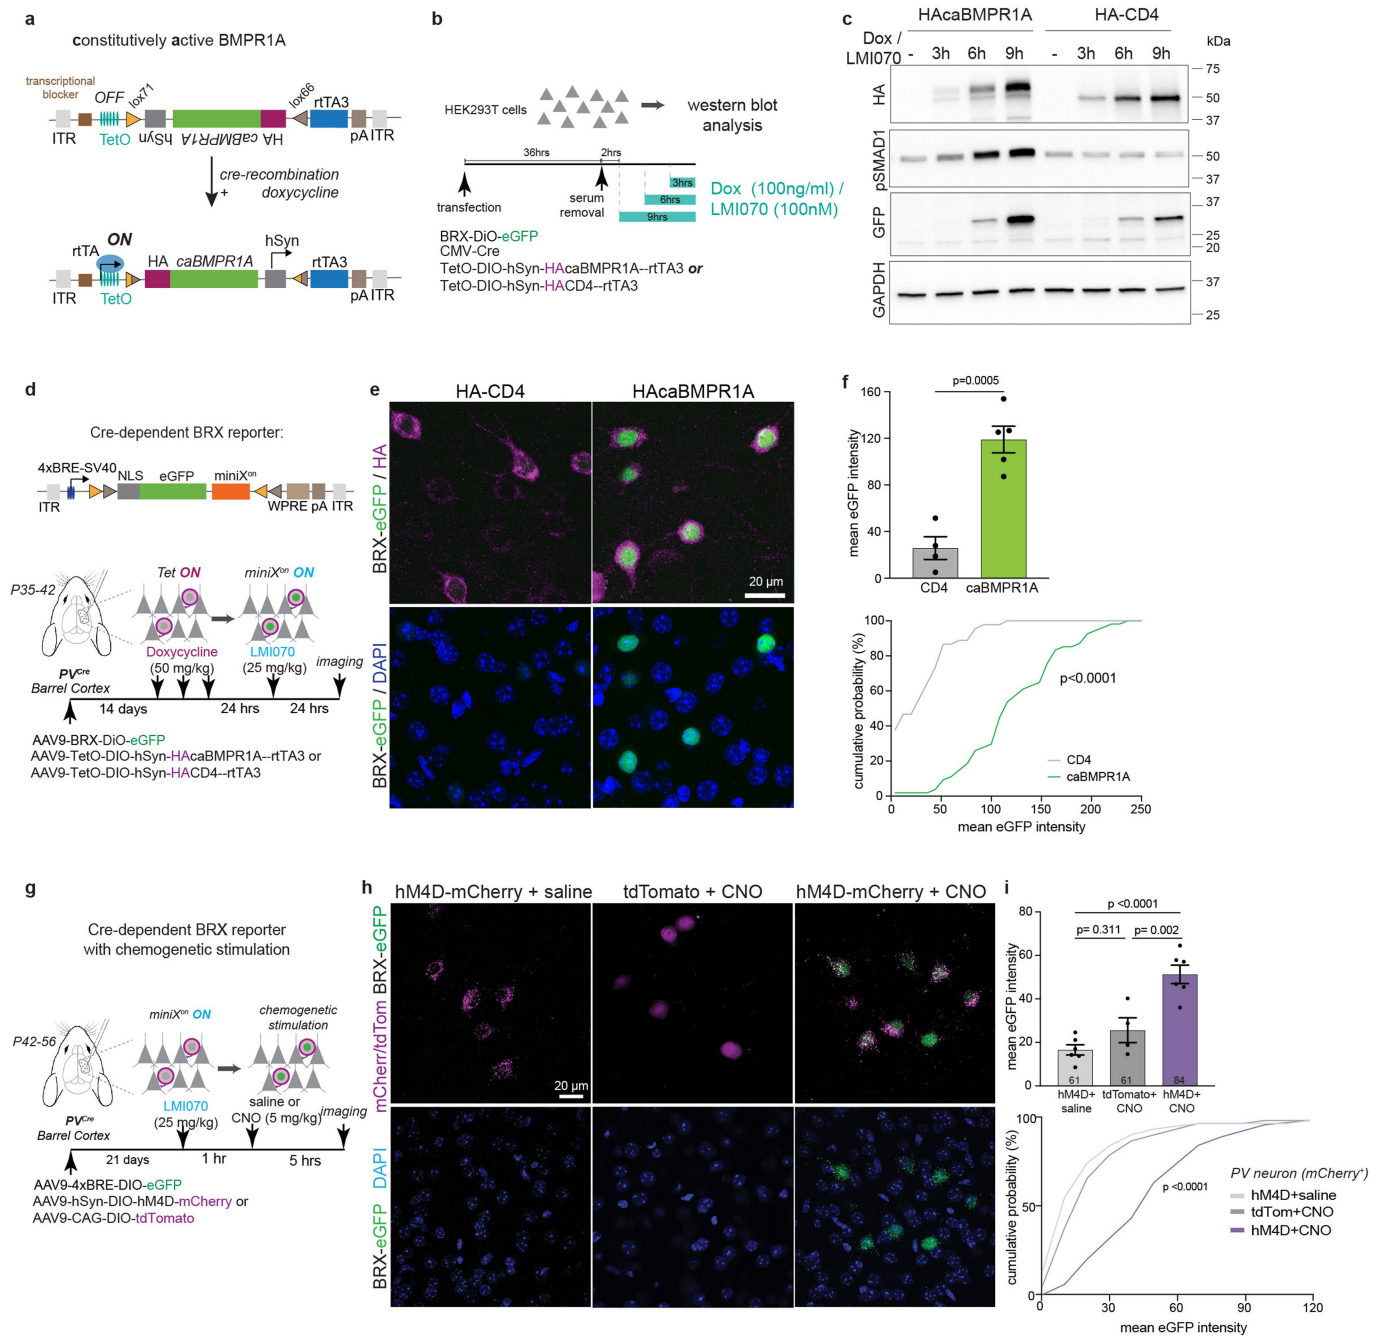 a
constitutively active BMPR1A
transcriptional
blocker
OFF
lox71
lox66
rtTA3
ITR
TetO
hSyn
caBMPR1A
HA
pA
ITR
cre-recombination
+
doxycycline
rtTA
ON
HA
caBMPR1A
hSyn
rtTA3
ITR
TetO
pA
ITR
b
HEK293T cells
western blot
analysis
36hrs
2hrs
transfection
serum
removal
3hrs
6hrs
9hrs
Dox (100ng/ml) /
LMI070 (100nM)
BRX-DiO-eGFP
CMV-Cre
TetO-DIO-hSyn-HAcaBMPR1A--rtTA3 or
TetO-DIO-hSyn-HACD4--rtTA3
c
HAcaBMPR1A
HA-CD4
Dox /
LMI070
- 3h 6h 9h - 3h 6h 9h
kDa
HA
75
50
37
pSMAD1
50
37
GFP
37
25
20
GAPDH
37
25
d
Cre-dependent BRX reporter:
4xBRE-SV40
NLS
eGFP
miniXon
ITR
WPRE pA ITR
P35-42
Tet ON
miniXon ON
Doxycycline
(50 mg/kg)
LMI070
(25 mg/kg)
imaging
PVCre
Barrel Cortex
14 days
24 hrs
24 hrs
AAV9-BRX-DiO-eGFP
AAV9-TetO-DIO-hSyn-HAcaBMPR1A--rtTA3 or
AAV9-TetO-DIO-hSyn-HACD4--rtTA3
e
HA-CD4
HAcaBMPR1A
BRX-eGFP / HA
20 µm
BRX-eGFP / DAPI
f
p=0.0005
mean eGFP intensity
160
120
80
40
0
CD4
caBMPR1A
cumulative probability (%)
100
80
60
40
20
0
p<0.0001
CD4
caBMPR1A
0 50 100 150 200 250
mean eGFP intensity
g
Cre-dependent BRX reporter
with chemogenetic stimulation
P42-56
miniXon ON
chemogenetic
stimulation
LMI070
(25 mg/kg)
saline or
CNO (5 mg/kg)
imaging
PVCre
Barrel Cortex
21 days
1 hr
5 hrs
AAV9-4xBRE-DIO-eGFP
AAV9-hSyn-DIO-hM4D-mCherry or
AAV9-CAG-DIO-tdTomato
h
hM4D-mCherry + saline
tdTomato + CNO
hM4D-mCherry + CNO
mCherr/tdTom BRX-eGFP
20 µm
BRX-eGFP DAPI
i
p <0.0001
p= 0.311
p= 0.002
mean eGFP intensity
80
60
40
20
0
61
61
84
hM4D+
saline
tdTomato+
CNO
hM4D+
CNO
cumulative probability (%)
100
50
0
p <0.0001
PV neuron (mCherry+)
hM4D+saline
tdTom+CNO
hM4D+CNO
0 30 60 90 120
mean eGFP intensity